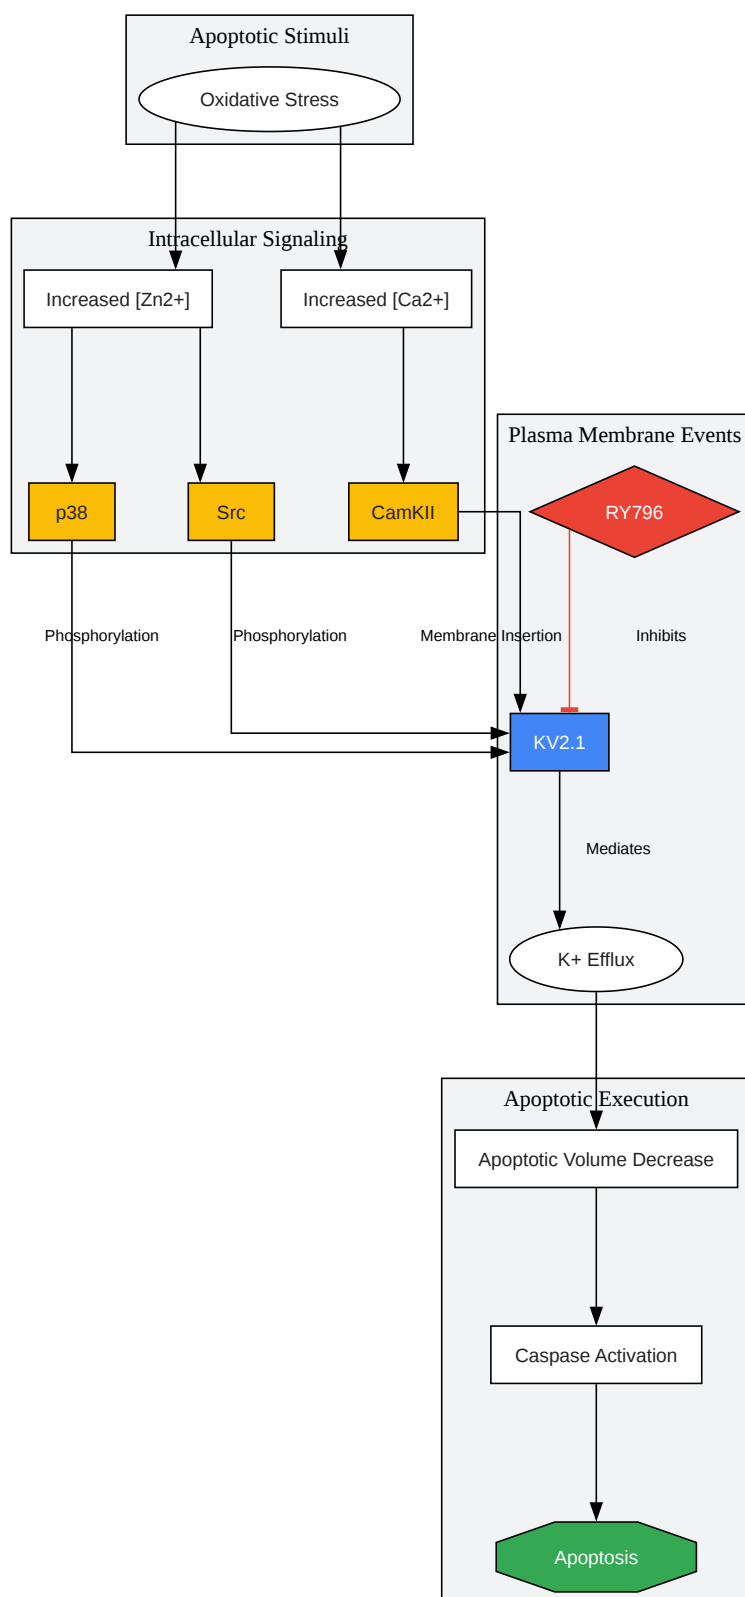 Apoptotic Stimuli
Oxidative Stress
Intracellular Signaling
Increased [Zn2+]
Increased [Ca2+]
Plasma Membrane Events
p38
Src
CamKII
RY796
Phosphorylation
Phosphorylation
Membrane Insertion
Inhibits
KV2.1
Mediates
K+ Efflux
Apoptotic Execution
Apoptotic Volume Decrease
Caspase Activation
Apoptosis